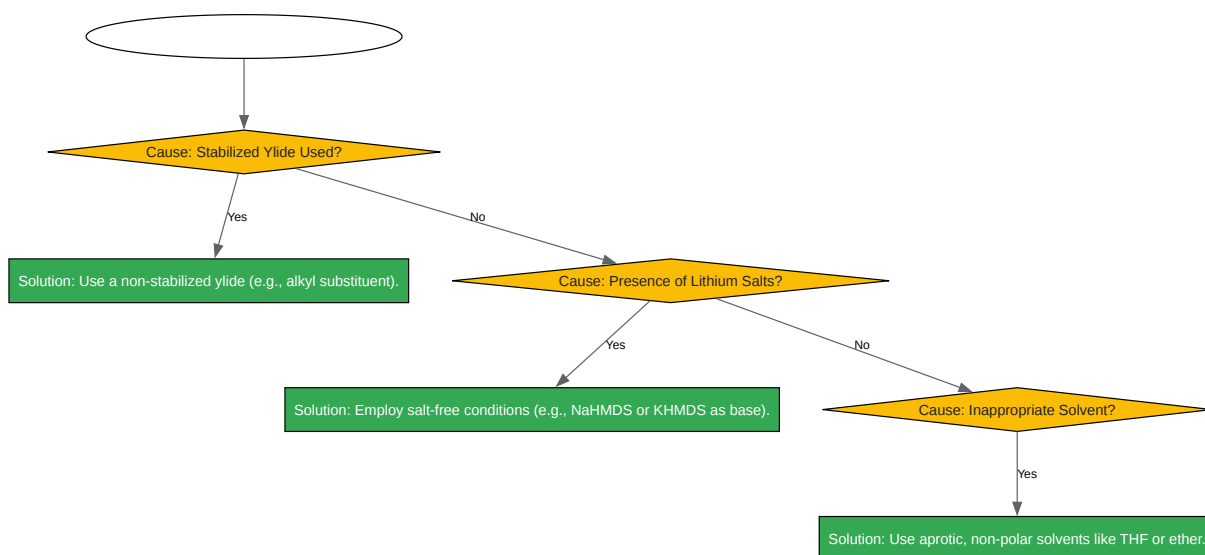 Cause: Stabilized Ylide Used?
Yes
No
Solution: Use a non-stabilized ylide (e.g., alkyl substituent).
Cause: Presence of Lithium Salts?
Yes
No
Solution: Employ salt-free conditions (e.g., NaHMDS or KHMDS as base).
Cause: Inappropriate Solvent?
Yes
Solution: Use aprotic, non-polar solvents like THF or ether.